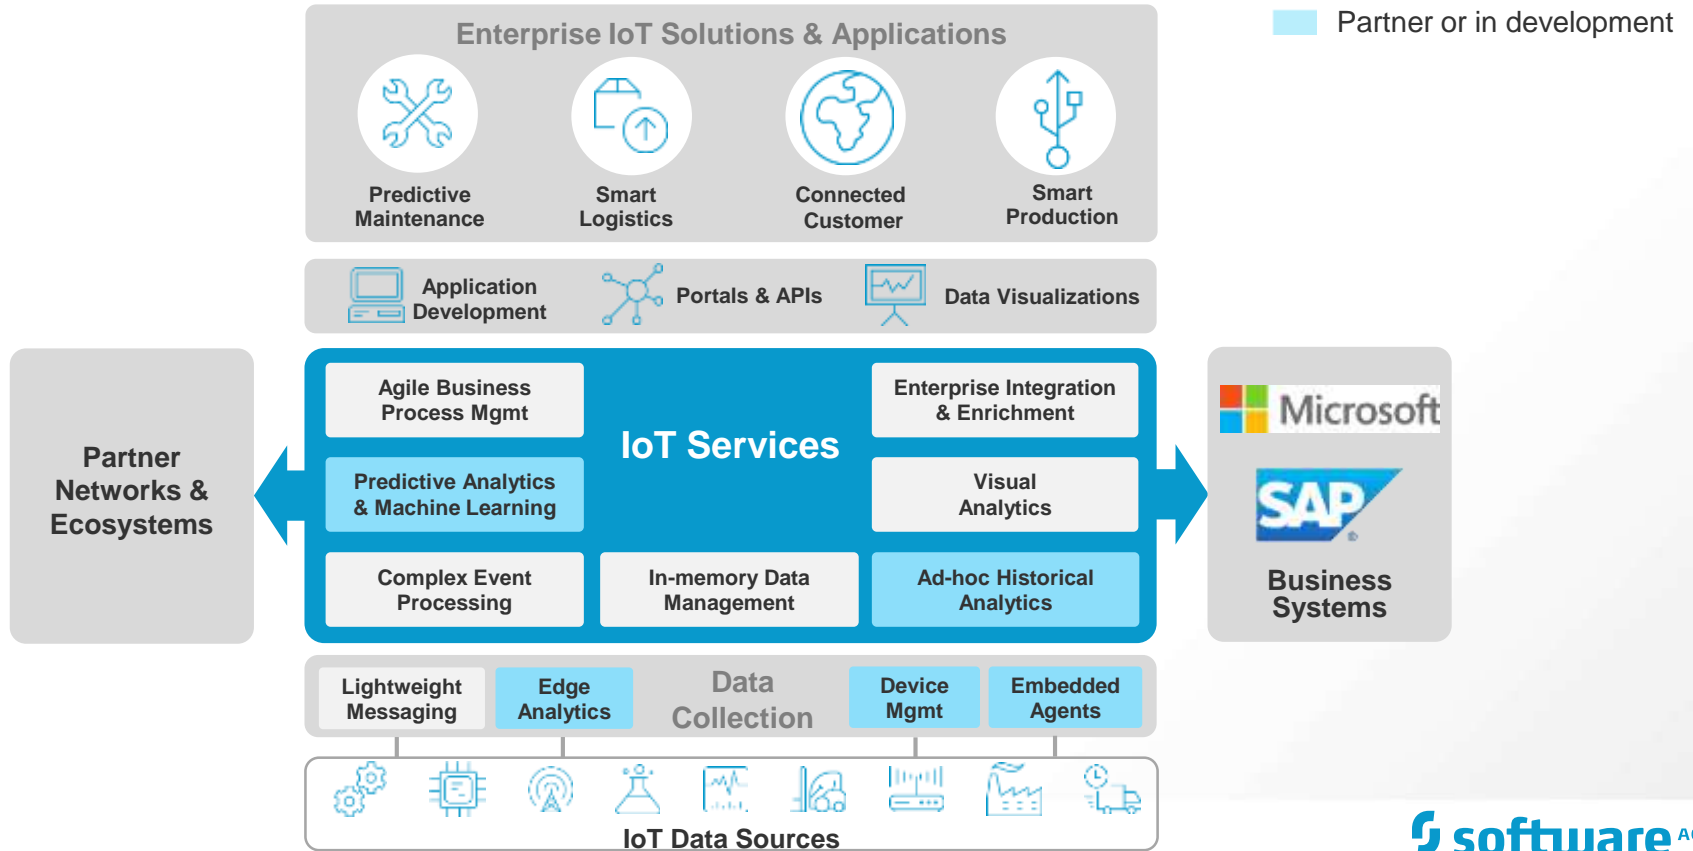 Partner or in development
Enterprise IoT Solutions & Applications
Predictive
Maintenance
Smart
Logistics
Connected
Customer
Smart
Production
Application
Development
Portals & APIs
Data Visualizations
Partner
Networks &
Ecosystems
IoT Services
Agile Business
Process Mgmt
Enterprise Integration
& Enrichment
Predictive Analytics
& Machine Learning
Visual
Analytics
Complex Event
Processing
In-memory Data
Management
Ad-hoc Historical
Analytics
Microsoft
SAP
®
Business
Systems
Lightweight
Messaging
Edge
Analytics
Data
Collection
Device
Mgmt
Embedded
Agents
IoT Data Sources
software AG